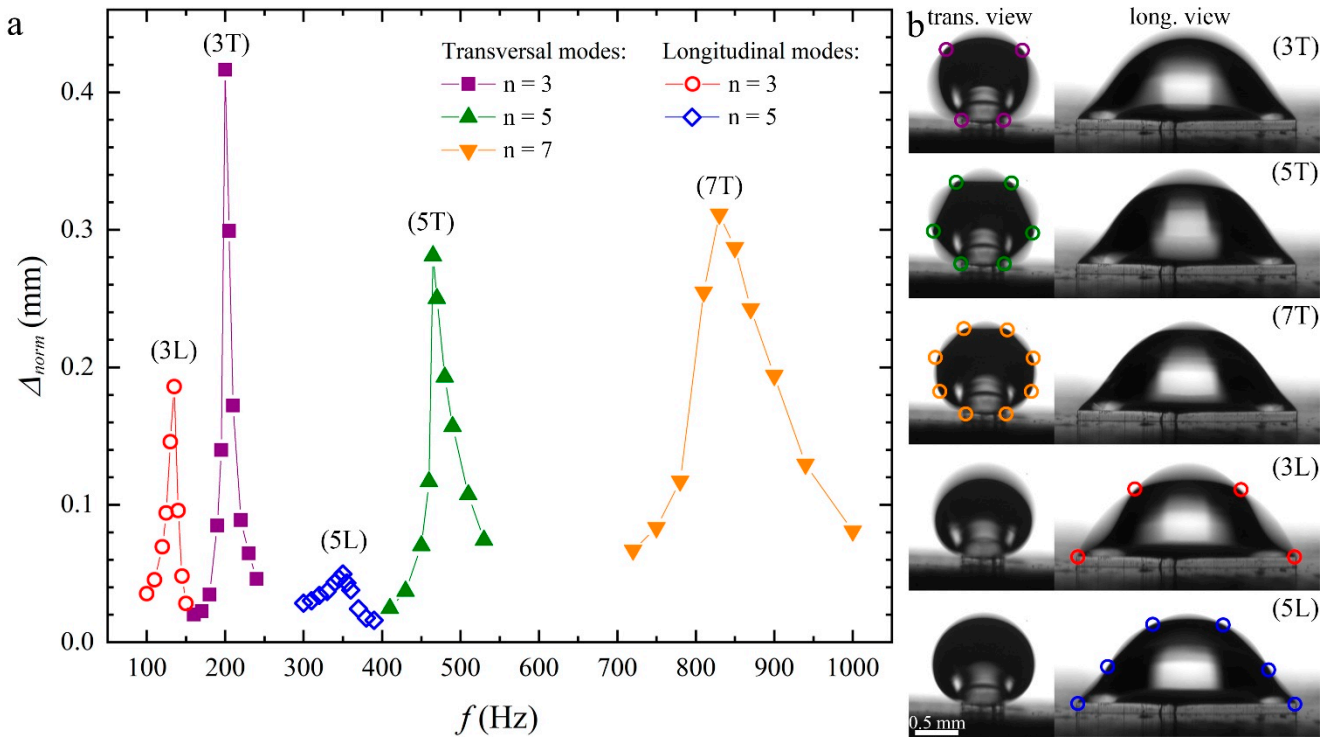 a
Δnorm (mm)
0.4
0.3
0.2
0.1
0.0
100 200 300 400 500 600 700 800 900 1000
f (Hz)
(3L)
(3T)
(5L)
(5T)
(7T)
Transversal modes:
n = 3
n = 5
n = 7
Longitudinal modes:
n = 3
n = 5
b
trans. view long. view
(3T)
(5T)
(7T)
(3L)
(5L)
0.5 mm